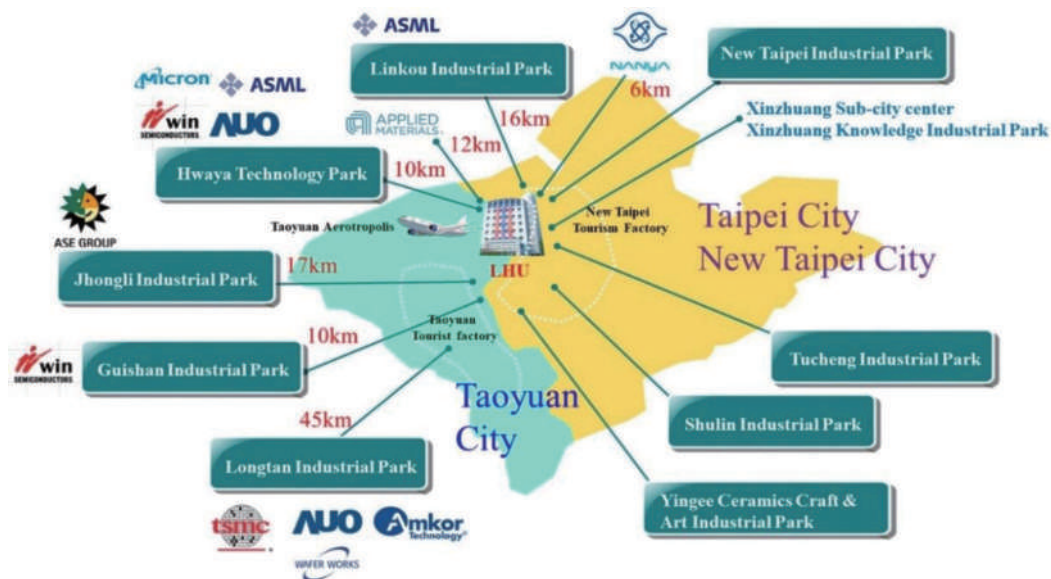 ASML
Linkou Industrial Park
NANYA
New Taipei Industrial Park
6km
Micron
ASML
win
SEMICONDUCTORS
AUO
APPLIED
MATERIALS
16km
12km
Xinzhuang Sub-city center
Xinzhuang Knowledge Industrial Park
10km
Hwaya Technology Park
ASE GROUP
Taoyuan Aerotropolis
New Taipei
Tourism Factory
Taipei City
New Taipei City
LHU
17km
Jhongli Industrial Park
Taoyuan
Tourist factory
10km
win
SEMICONDUCTORS
Guishan Industrial Park
Tucheng Industrial Park
Taoyuan
City
45km
Shulin Industrial Park
Longtan Industrial Park
Yingee Ceramics Craft &
Art Industrial Park
tsmc
AUO
Amkor
Technology
WAFER WORKS